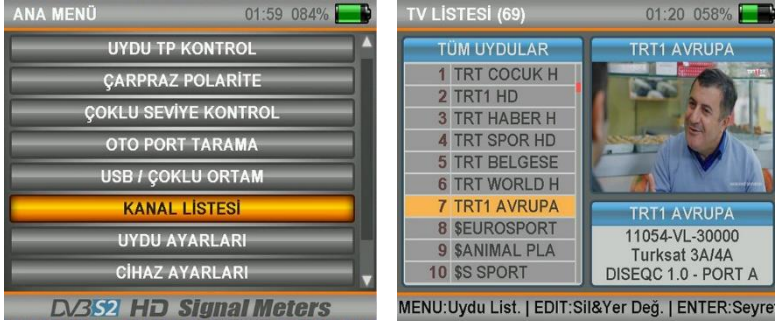 ANA MENÜ 01:59 084%
UYDU TP KONTROL
ÇARPRAZ POLARİTE
ÇOKLU SEVİYE KONTROL
OTO PORT TARAMA
USB / ÇOKLU ORTAM
KANAL LİSTESİ
UYDU AYARLARI
CİHAZ AYARLARI
DVB S2 HD Signal Meters
TV LİSTESİ (69) 01:20 058%
TÜM UYDULAR
1 TRT COCUK H
2 TRT1 HD
3 TRT HABER H
4 TRT SPOR HD
5 TRT BELGESE
6 TRT WORLD H
7 TRT1 AVRUPA
8 $EUROSPORT
9 $ANIMAL PLA
10 $S SPORT
TRT1 AVRUPA
TRT1 AVRUPA
11054-VL-30000
Turksat 3A/4A
DISEQC 1.0 - PORT A
MENU:Uydu List. | EDIT:Sil&Yer Değ. | ENTER:Seyre